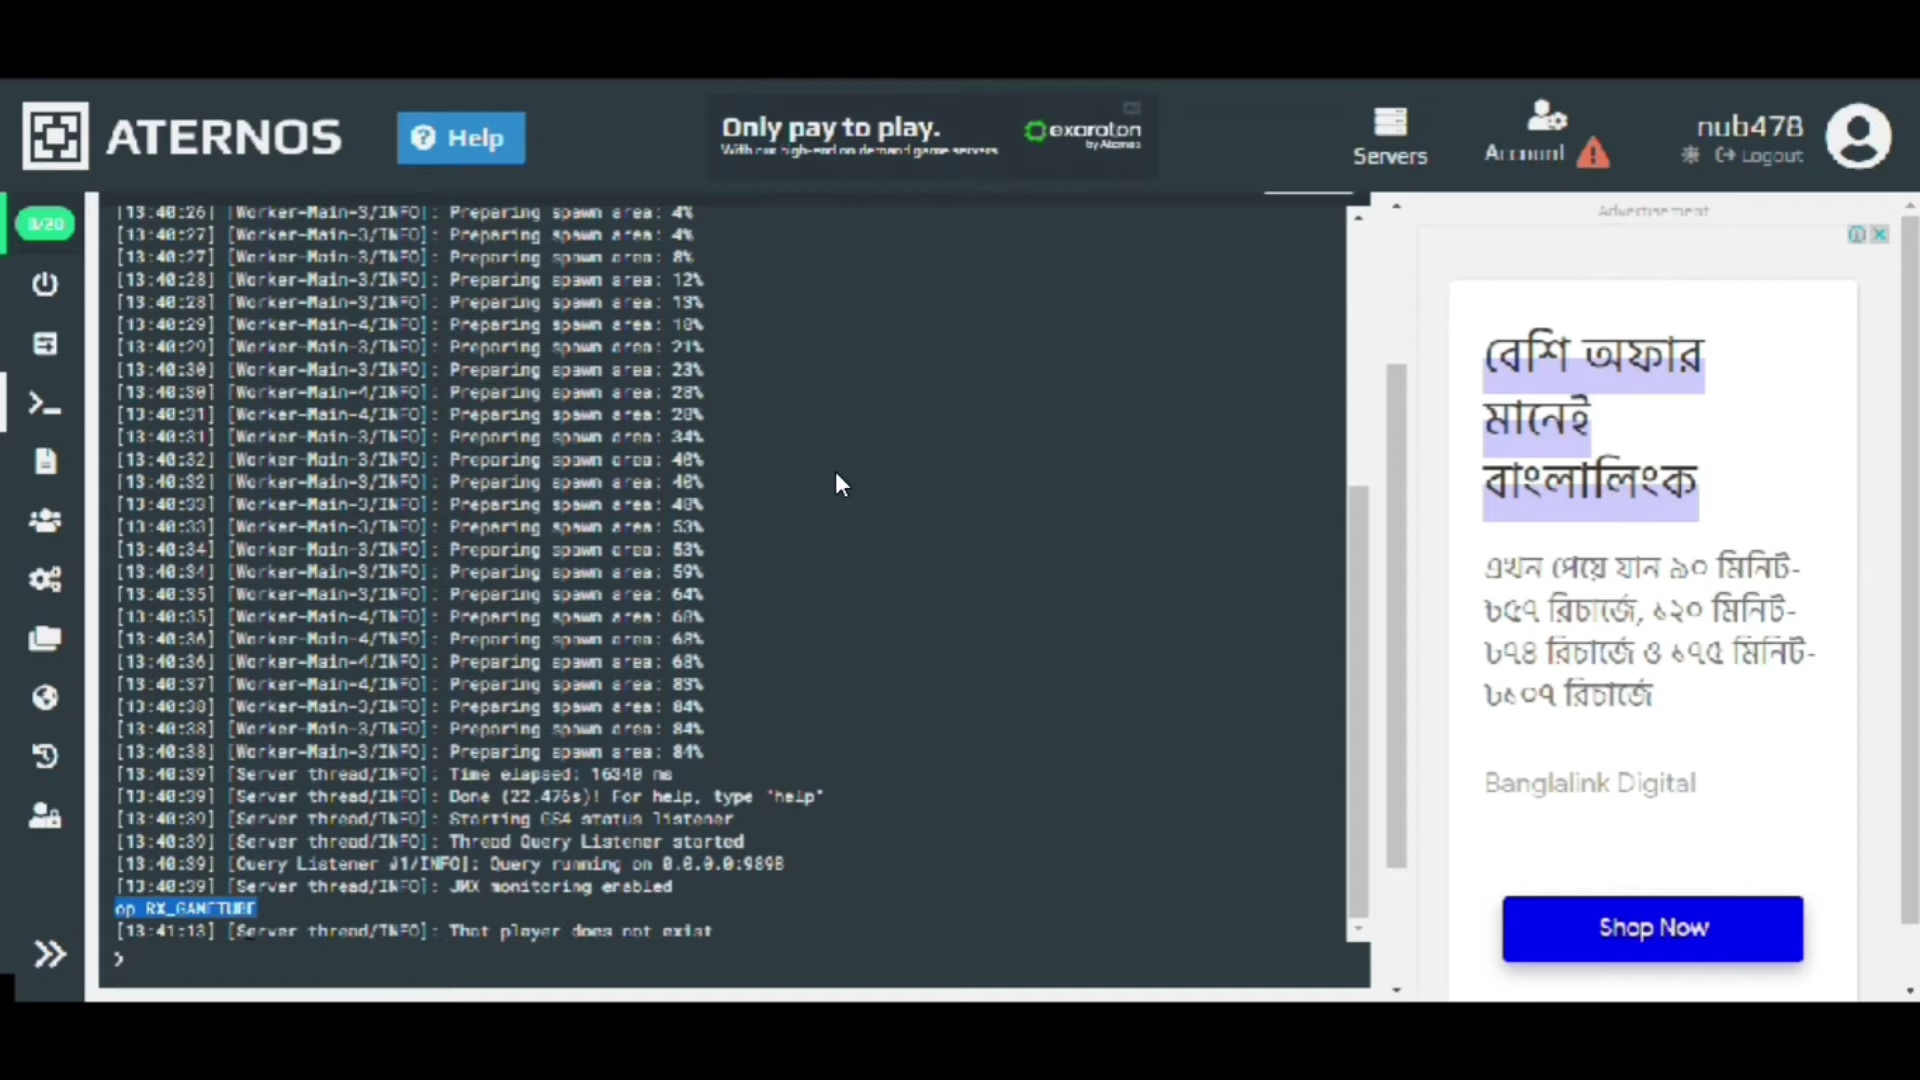 ATERNOS
Help
Only pay to play.
With our high-end on demand game servers
exaroton
by Aternos
Servers
Account
nub478
Logout
0/20
[13:40:26] [Worker-Main-3/INFO]: Preparing spawn area: 4%
[13:40:27] [Worker-Main-3/INFO]: Preparing spawn area: 4%
[13:40:27] [Worker-Main-3/INFO]: Preparing spawn area: 8%
[13:40:28] [Worker-Main-3/INFO]: Preparing spawn area: 12%
[13:40:28] [Worker-Main-3/INFO]: Preparing spawn area: 13%
[13:40:29] [Worker-Main-4/INFO]: Preparing spawn area:
[13:40:29] [Worker-Main-3/INFO]: Preparing spawn area: 21%
[13:40:30] [Worker-Main-3/INFO]: Preparing spawn area: 23%
[13:40:30] [Worker-Main-4/INFO]: Preparing spawn area: 28%
[13:40:31] [Worker-Main-4/INFO]: Preparing spawn area: 28%
[13:40:31] [Worker-Main-3/INFO]: Preparing spawn area: 34%
[13:40:32] [Worker-Main-3/INFO]: Preparing spawn area: 40%
[13:40:32] [Worker-Main-3/INFO]: Preparing spawn area: 40%
[13:40:33] [Worker-Main-3/INFO]: Preparing spawn area:
[13:40:33] [Worker-Main-3/INFO]: Preparing spawn area: 53%
[13:40:34] [Worker-Main-3/INFO]: Preparing spawn area: 53%
[13:40:34] [Worker-Main-3/INFO]: Preparing spawn area: 59%
[13:40:35] [Worker-Main-3/INFO]: Preparing spawn area: 64%
[13:40:35] [Worker-Main-4/INFO]: Preparing spawn area: 68%
[13:40:36] [Worker-Main-4/INFO]: Preparing spawn area: 68%
[13:40:36] [Worker-Main-4/INFO]: Preparing spawn area: 68%
[13:40:37] [Worker-Main-4/INFO]: Preparing spawn area: 83%
[13:40:38] [Worker-Main-3/INFO]: Preparing spawn area: 84%
[13:40:38] [Worker-Main-3/INFO]: Preparing spawn area: 84%
[13:40:38] [Worker-Main-3/INFO]: Preparing spawn area: 84%
[13:40:39] [Server thread/INFO]: Time elapsed: 16340 ms
[13:40:39] [Server thread/INFO]: Done (22.476s)! For help, type "help"
[13:40:39] [Server thread/INFO]: Starting GS4 status listener
[13:40:39] [Server thread/INFO]: Thread Query Listener started
[13:40:39] [Query Listener #1/INFO]: Query running on 0.0.0.0:9898
[13:40:39] [Server thread/INFO]: JMX monitoring enabled
op RX_GAMETUBE
[13:41:13] [Server thread/INFO]: That player does not exist
Advertisement
বেশি অফার
মানেই
বাংলালিংক
এখন পেয়ে যান ৯০ মিনিট-
৳৫৭ রিচার্জে, ১২০ মিনিট-
৳৭৪ রিচার্জে ও ১৭৫ মিনিট-
৳১০৭ রিচার্জে
Banglalink Digital
Shop Now